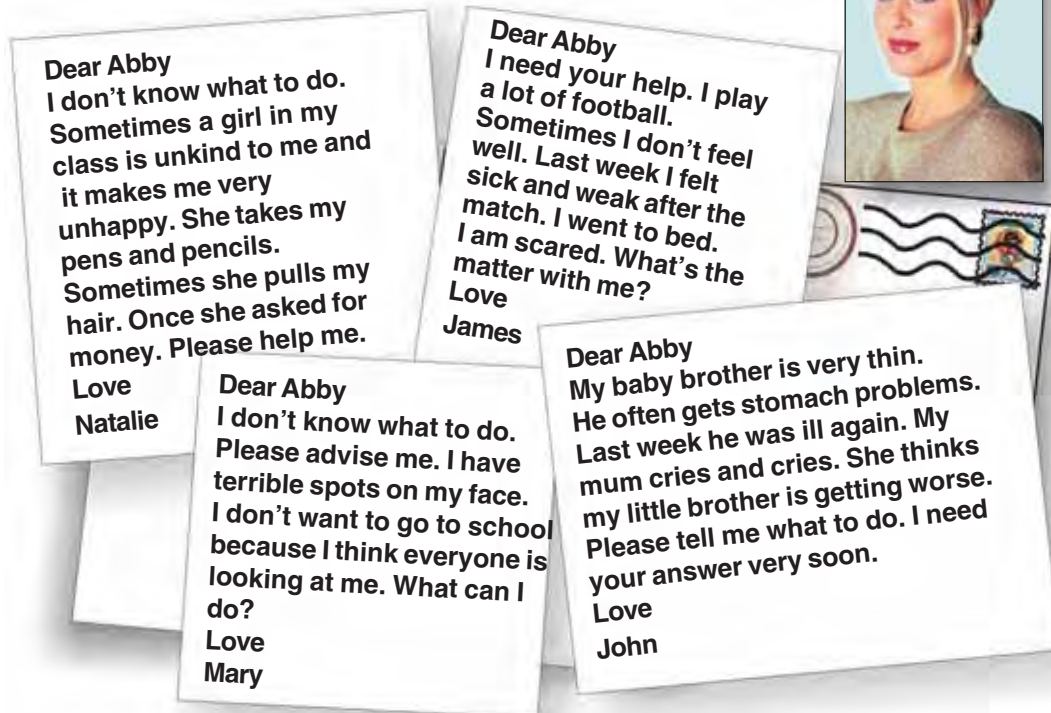 Dear Abby
I don't know what to do.
Sometimes a girl in my
class is unkind to me and
it makes me very
unhappy. She takes my
pens and pencils.
Sometimes she pulls my
hair. Once she asked for
money. Please help me.
Love
Natalie
Dear Abby
I need your help. I play
a lot of football.
Sometimes I don't feel
well. Last week I felt
sick and weak after the
match. I went to bed.
I am scared. What's the
matter with me?
Love
James
Dear Abby
I don't know what to do.
Please advise me. I have
terrible spots on my face.
I don't want to go to school
because I think everyone is
looking at me. What can I
do?
Love
Mary
Dear Abby
My baby brother is very thin.
He often gets stomach problems.
Last week he was ill again. My
mum cries and cries. She thinks
my little brother is getting worse.
Please tell me what to do. I need
your answer very soon.
Love
John